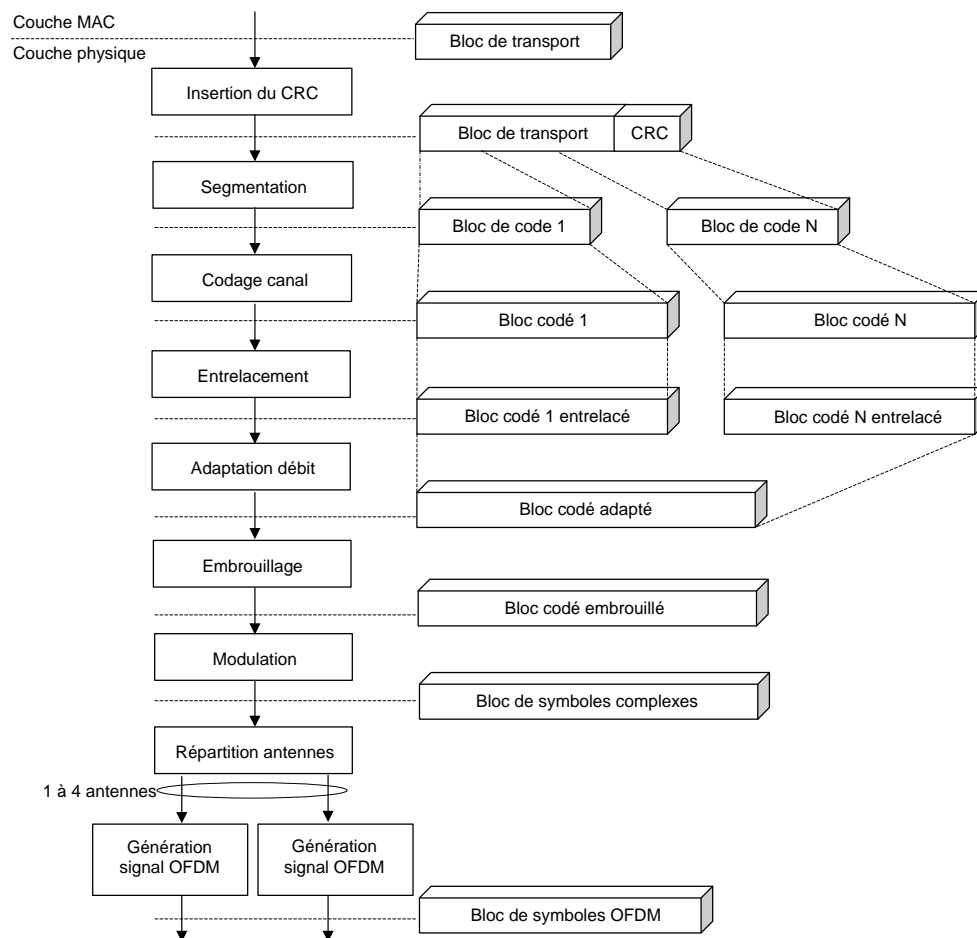 Couche MAC
Bloc de transport
Couche physique
Insertion du CRC
Bloc de transport
CRC
Segmentation
Bloc de code 1
Bloc de code N
Codage canal
Bloc codé 1
Bloc codé N
Entrelacement
Bloc codé 1 entrelacé
Bloc codé N entrelacé
Adaptation débit
Bloc codé adapté
Embrouillage
Bloc codé embrouillé
Modulation
Bloc de symboles complexes
Répartition antennes
1 à 4 antennes
Génération
signal OFDM
Génération
signal OFDM
Bloc de symboles OFDM